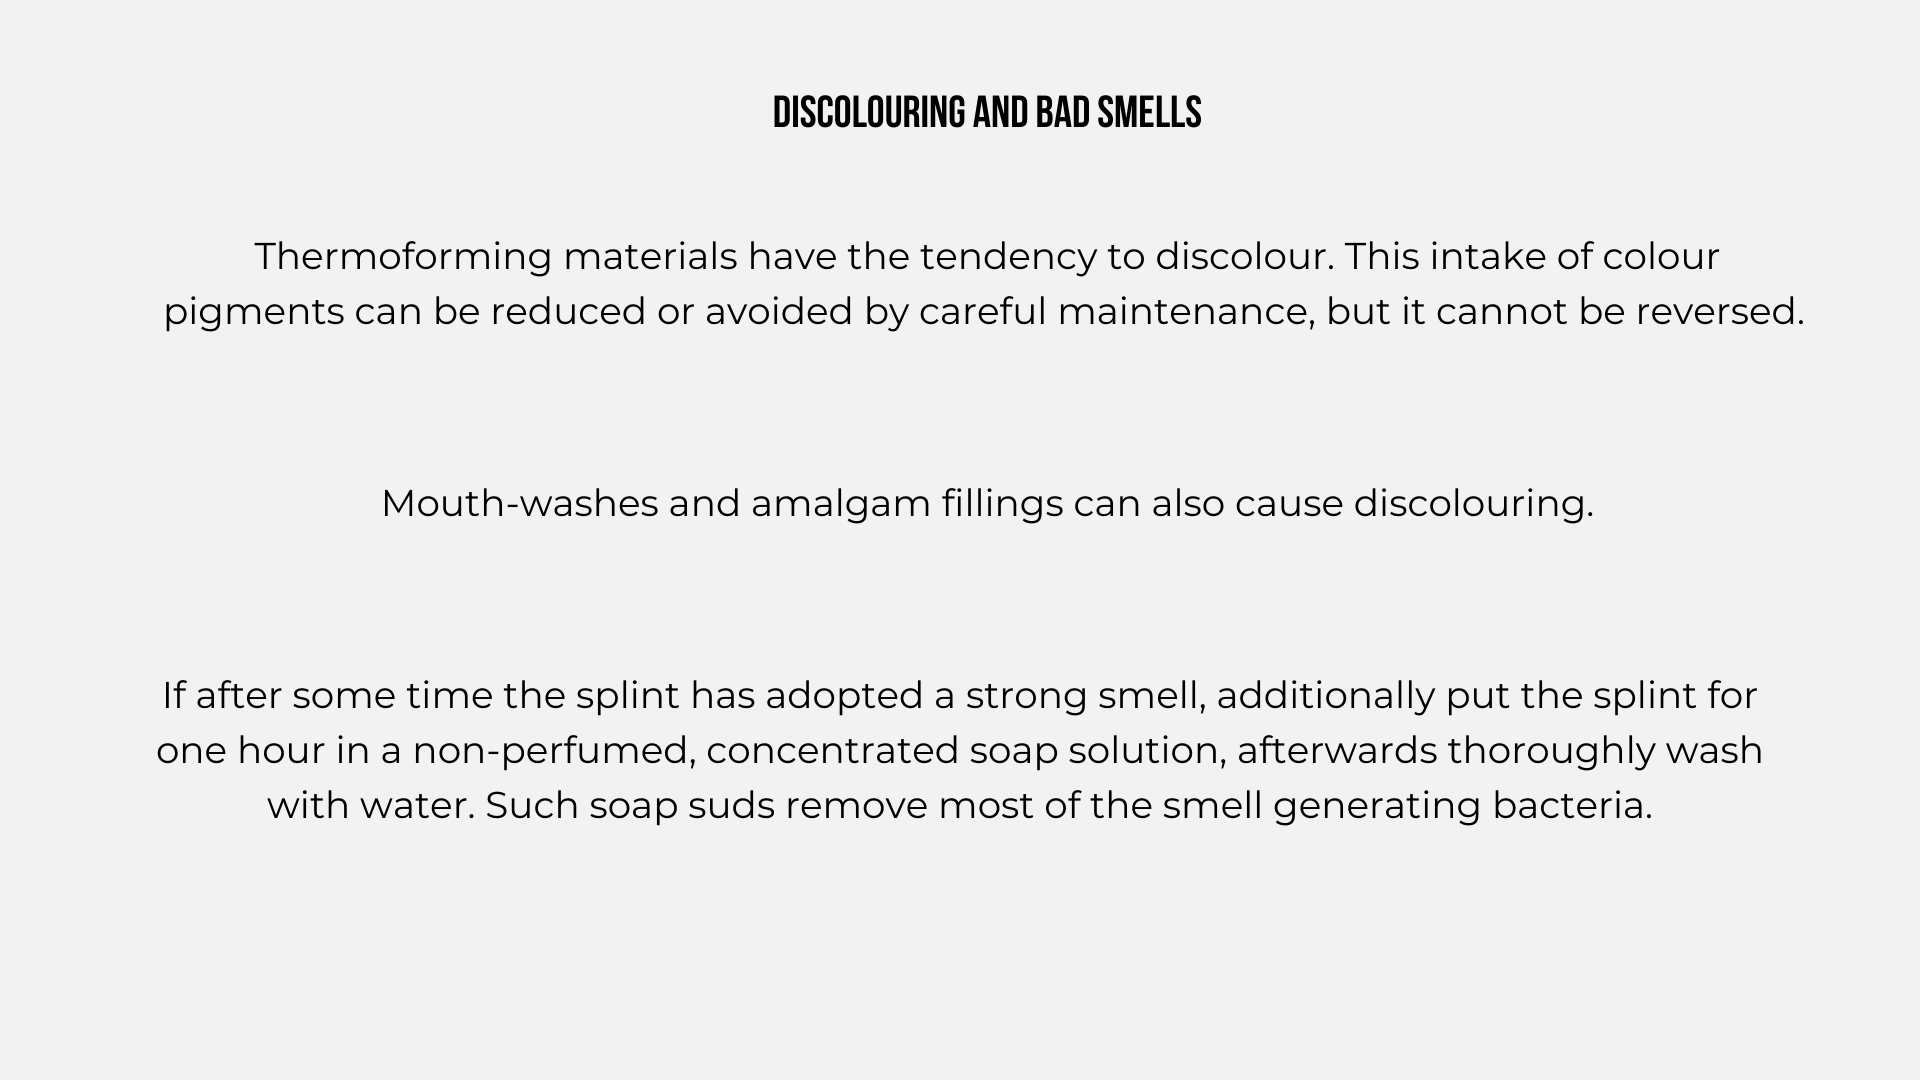 DISCOLOURING AND BAD SMELLS
Thermoforming materials have the tendency to discolour. This intake of colour
pigments can be reduced or avoided by careful maintenance, but it cannot be reversed.
Mouth-washes and amalgam fillings can also cause discolouring.
If after some time the splint has adopted a strong smell, additionally put the splint for
one hour in a non-perfumed, concentrated soap solution, afterwards thoroughly wash
with water. Such soap suds remove most of the smell generating bacteria.